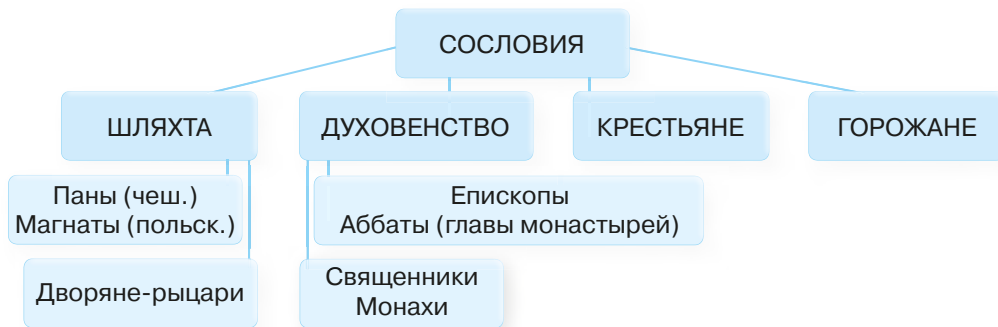 СОСЛОВИЯ
ШЛЯХТА
ДУХОВЕНСТВО
КРЕСТЬЯНЕ
ГОРОЖАНЕ
Паны (чеш.)
Магнаты (польск.)
Епископы
Аббаты (главы монастырей)
Дворяне-рыцари
Священники
Монахи